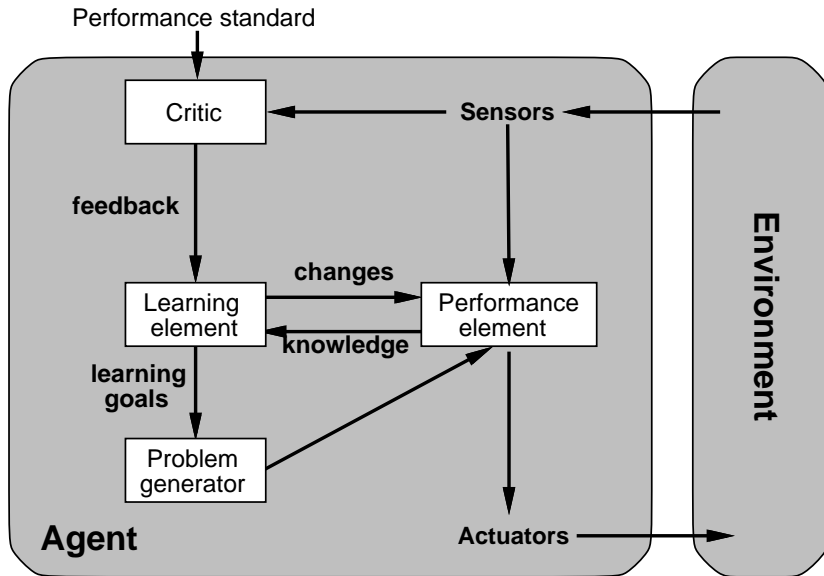 Performance standard
Critic
Sensors
feedback
changes
Learning
element
Performance
element
knowledge
learning
goals
Problem
generator
Agent
Actuators
Environment